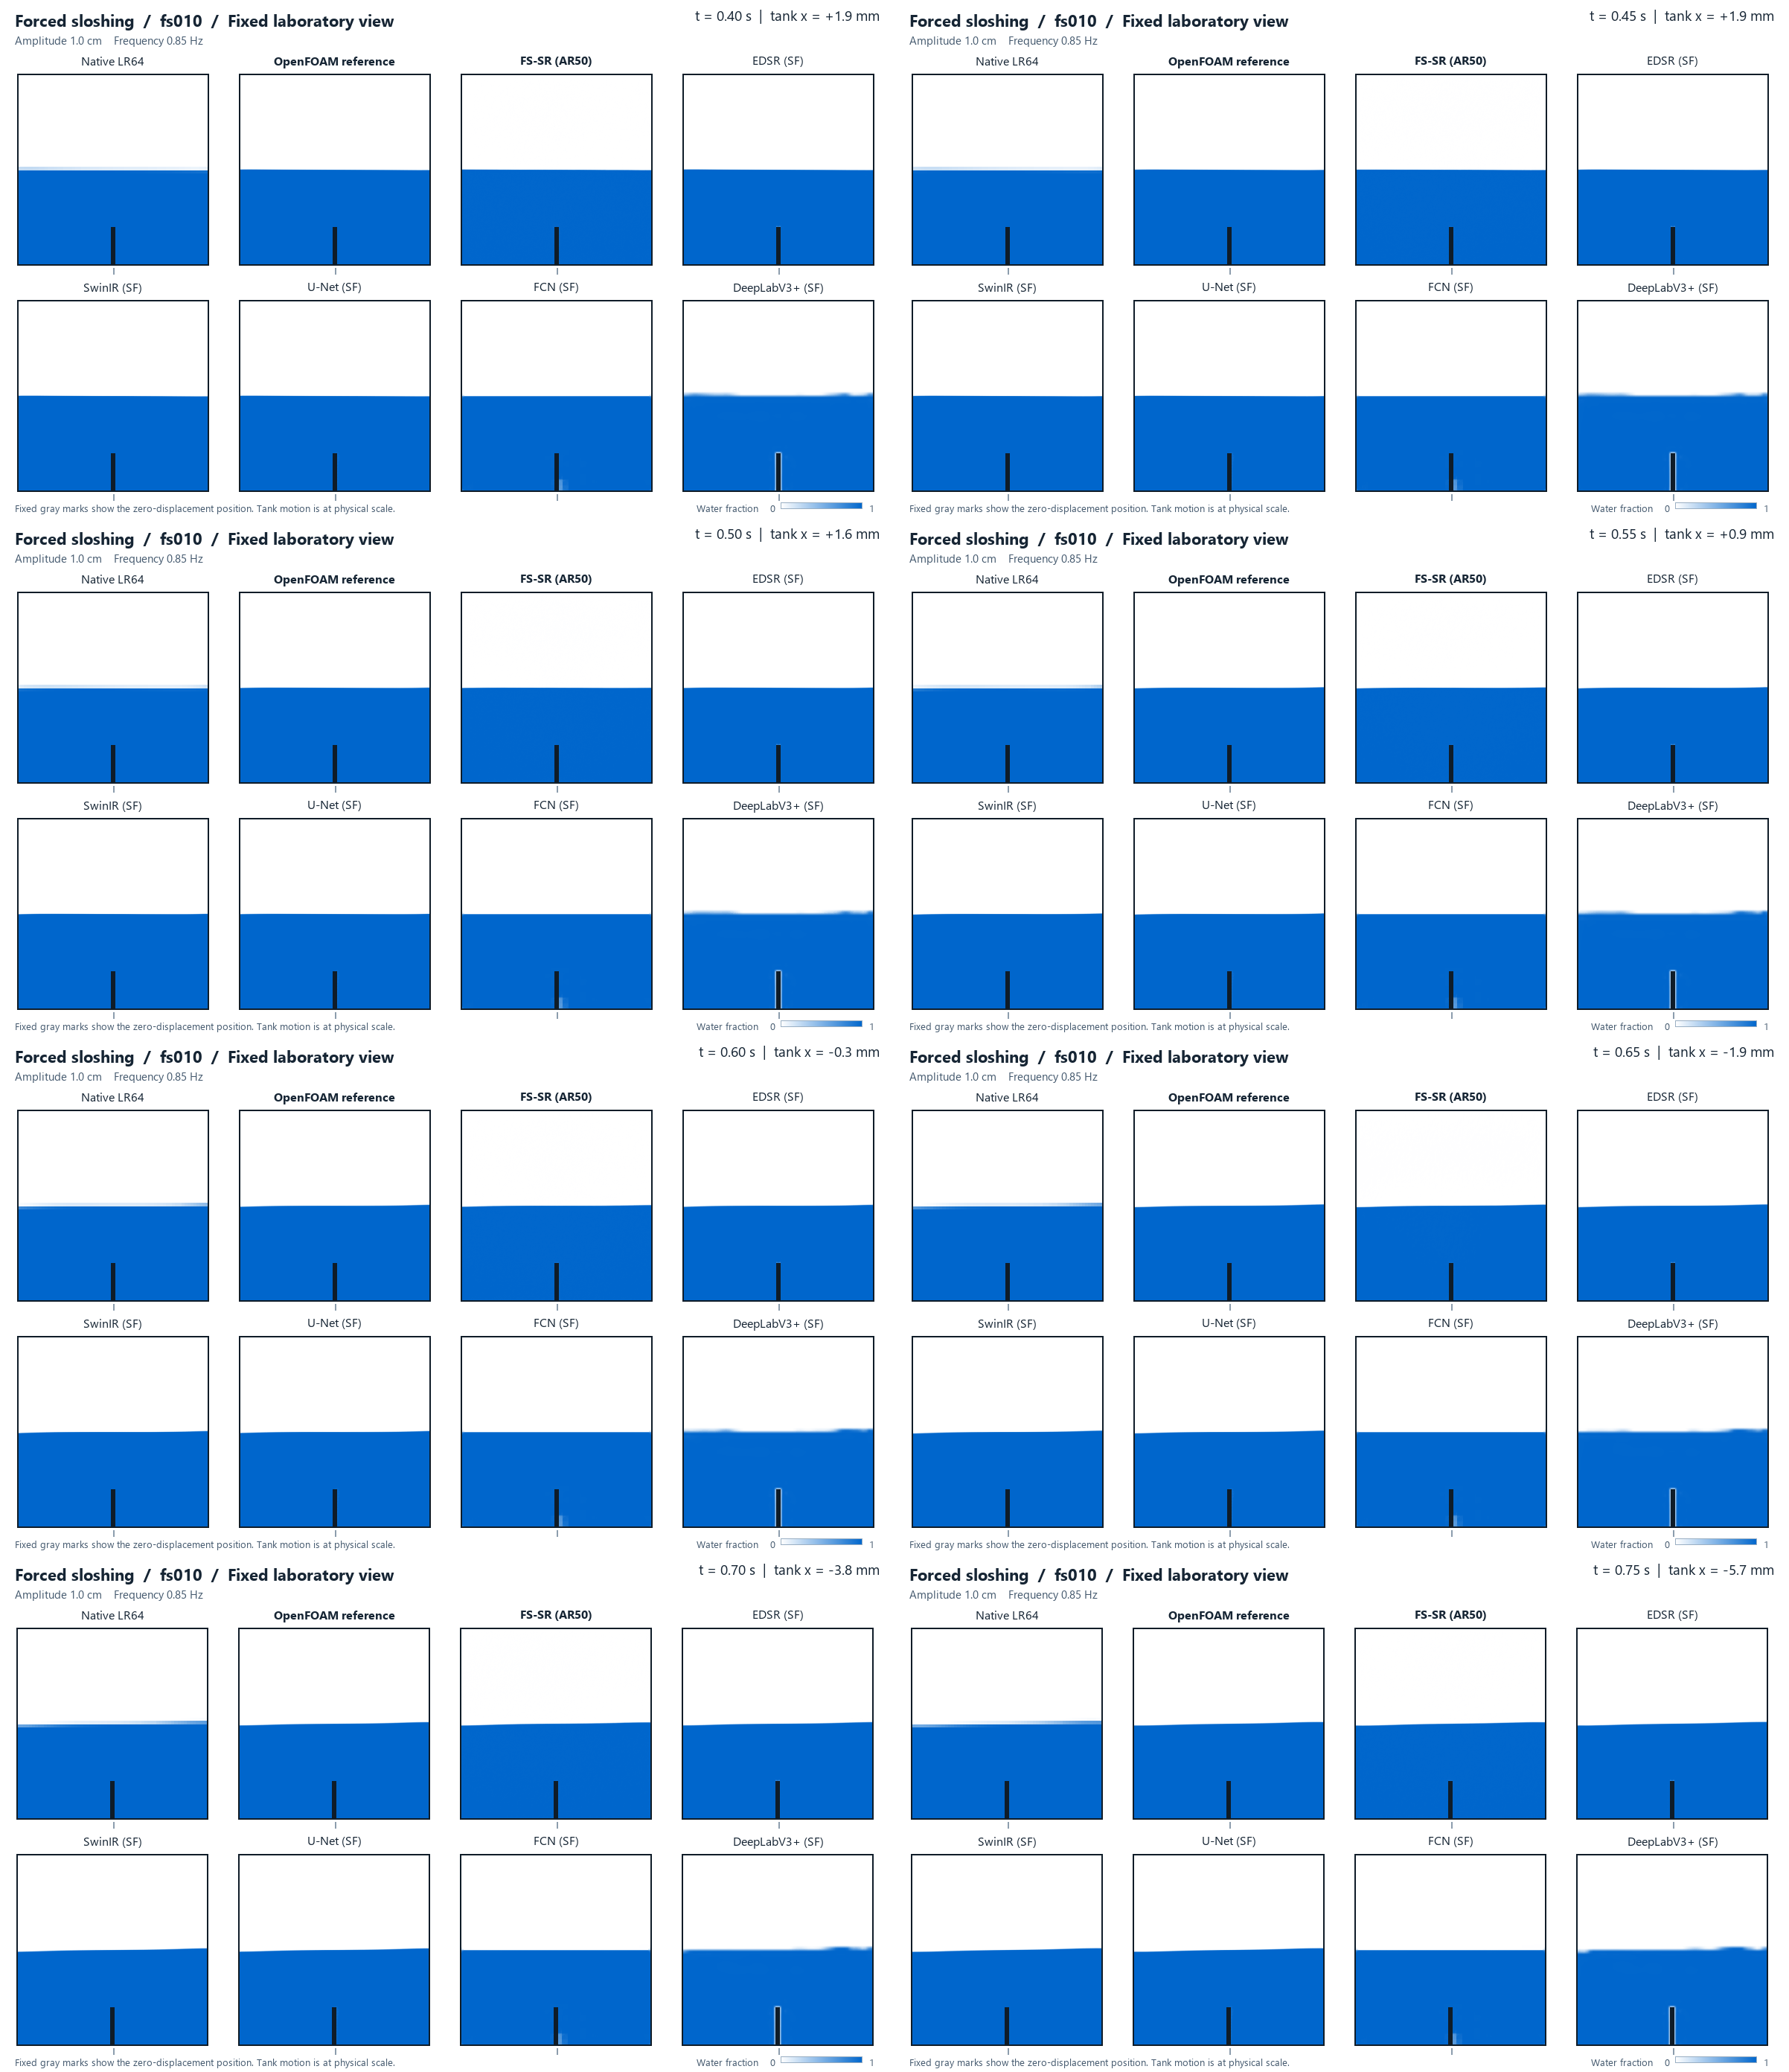 Forced sloshing / fs010 / Fixed laboratory view
t = 0.40 s | tank x = +1.9 mm
Amplitude 1.0 cm Frequency 0.85 Hz
Native LR64
OpenFOAM reference
FS-SR (AR50)
EDSR (SF)
SwinIR (SF)
U-Net (SF)
FCN (SF)
DeepLabV3+ (SF)
Fixed gray marks show the zero-displacement position. Tank motion is at physical scale.
Water fraction 0 1
Forced sloshing / fs010 / Fixed laboratory view
t = 0.45 s | tank x = +1.9 mm
Amplitude 1.0 cm Frequency 0.85 Hz
Native LR64
OpenFOAM reference
FS-SR (AR50)
EDSR (SF)
SwinIR (SF)
U-Net (SF)
FCN (SF)
DeepLabV3+ (SF)
Fixed gray marks show the zero-displacement position. Tank motion is at physical scale.
Water fraction 0 1
Forced sloshing / fs010 / Fixed laboratory view
t = 0.50 s | tank x = +1.6 mm
Amplitude 1.0 cm Frequency 0.85 Hz
Native LR64
OpenFOAM reference
FS-SR (AR50)
EDSR (SF)
SwinIR (SF)
U-Net (SF)
FCN (SF)
DeepLabV3+ (SF)
Fixed gray marks show the zero-displacement position. Tank motion is at physical scale.
Water fraction 0 1
Forced sloshing / fs010 / Fixed laboratory view
t = 0.55 s | tank x = +0.9 mm
Amplitude 1.0 cm Frequency 0.85 Hz
Native LR64
OpenFOAM reference
FS-SR (AR50)
EDSR (SF)
SwinIR (SF)
U-Net (SF)
FCN (SF)
DeepLabV3+ (SF)
Fixed gray marks show the zero-displacement position. Tank motion is at physical scale.
Water fraction 0 1
Forced sloshing / fs010 / Fixed laboratory view
t = 0.60 s | tank x = -0.3 mm
Amplitude 1.0 cm Frequency 0.85 Hz
Native LR64
OpenFOAM reference
FS-SR (AR50)
EDSR (SF)
SwinIR (SF)
U-Net (SF)
FCN (SF)
DeepLabV3+ (SF)
Fixed gray marks show the zero-displacement position. Tank motion is at physical scale.
Water fraction 0 1
Forced sloshing / fs010 / Fixed laboratory view
t = 0.65 s | tank x = -1.9 mm
Amplitude 1.0 cm Frequency 0.85 Hz
Native LR64
OpenFOAM reference
FS-SR (AR50)
EDSR (SF)
SwinIR (SF)
U-Net (SF)
FCN (SF)
DeepLabV3+ (SF)
Fixed gray marks show the zero-displacement position. Tank motion is at physical scale.
Water fraction 0 1
Forced sloshing / fs010 / Fixed laboratory view
t = 0.70 s | tank x = -3.8 mm
Amplitude 1.0 cm Frequency 0.85 Hz
Native LR64
OpenFOAM reference
FS-SR (AR50)
EDSR (SF)
SwinIR (SF)
U-Net (SF)
FCN (SF)
DeepLabV3+ (SF)
Fixed gray marks show the zero-displacement position. Tank motion is at physical scale.
Water fraction 0 1
Forced sloshing / fs010 / Fixed laboratory view
t = 0.75 s | tank x = -5.7 mm
Amplitude 1.0 cm Frequency 0.85 Hz
Native LR64
OpenFOAM reference
FS-SR (AR50)
EDSR (SF)
SwinIR (SF)
U-Net (SF)
FCN (SF)
DeepLabV3+ (SF)
Fixed gray marks show the zero-displacement position. Tank motion is at physical scale.
Water fraction 0 1